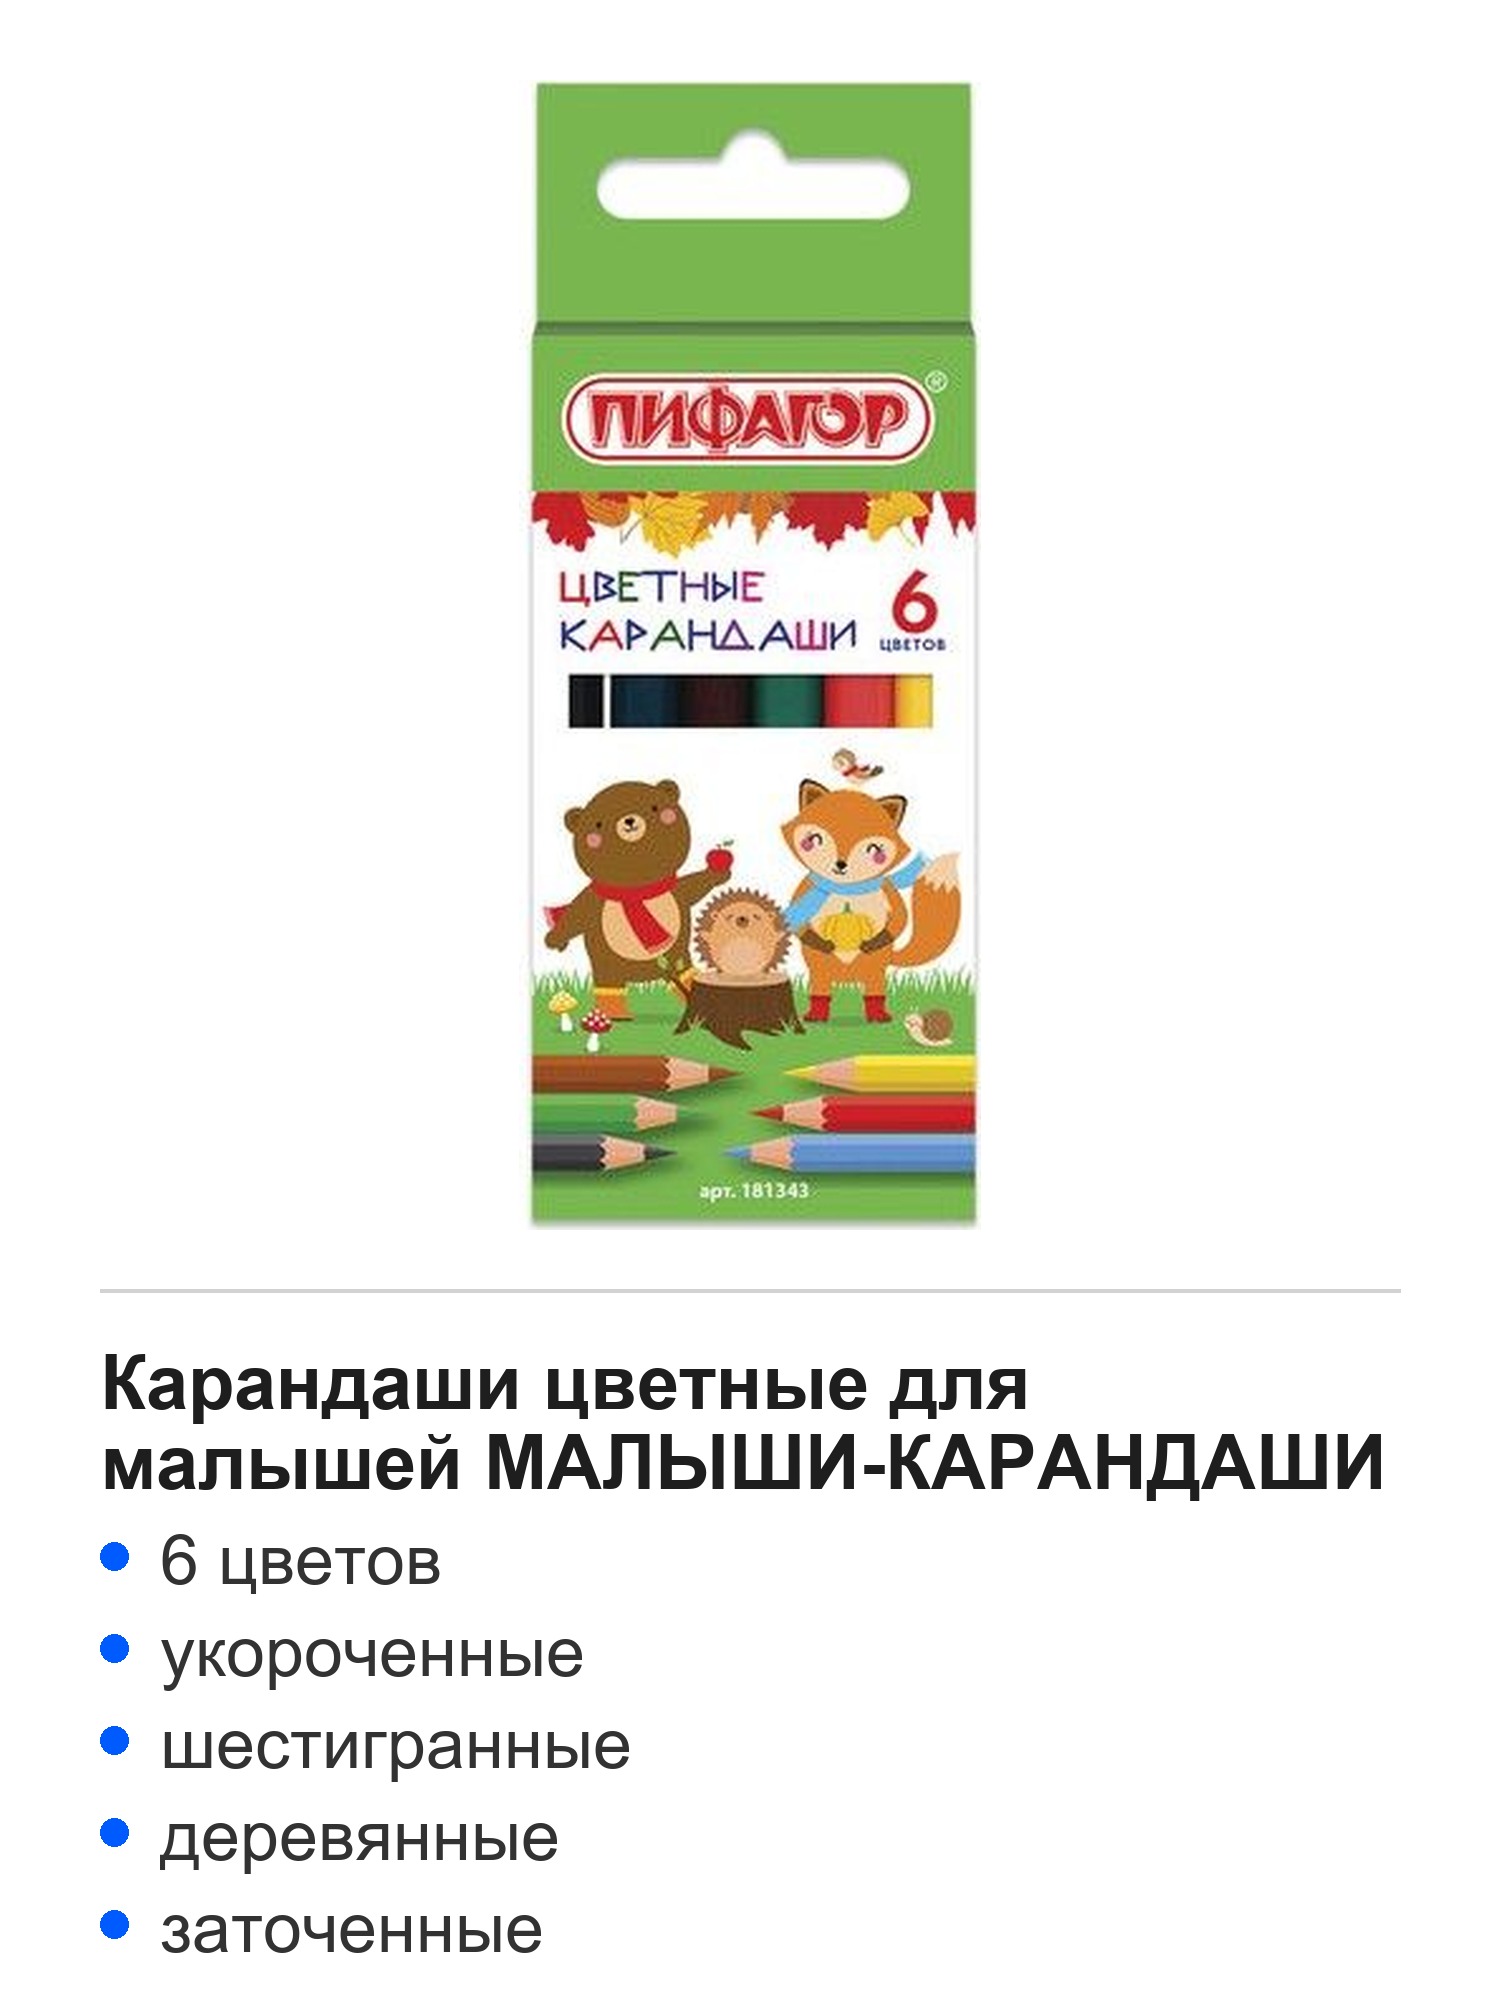 ПИФАГОР®
ЦВЕТНЫЕ
КАРАНДАШИ
6
ЦВЕТОВ
арт. 181343
Карандаши цветные для
малышей МАЛЫШИ-КАРАНДАШИ
6 цветов
укороченные
шестигранные
деревянные
заточенные